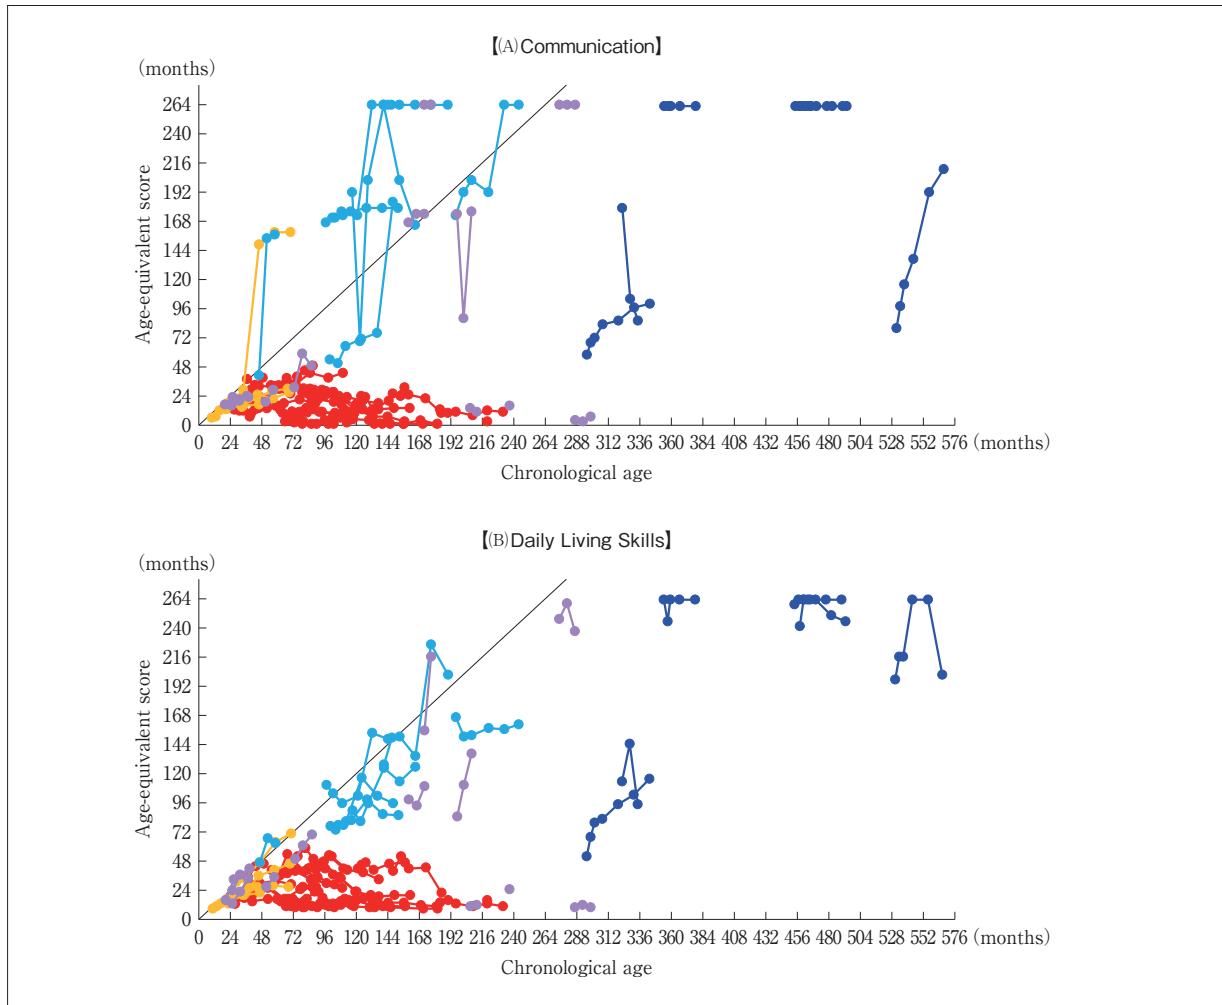 【(A)Communication】
(months)
264
240
216
192
168
144
120
96
72
48
24
0
Age-equivalent score
0 24 48 72 96 120 144 168 192 216 240 264 288 312 336 360 384 408 432 456 480 504 528 552 576 (months)
Chronological age
【(B)Daily Living Skills】
(months)
264
240
216
192
168
144
120
96
72
48
24
0
Age-equivalent score
0 24 48 72 96 120 144 168 192 216 240 264 288 312 336 360 384 408 432 456 480 504 528 552 576 (months)
Chronological age